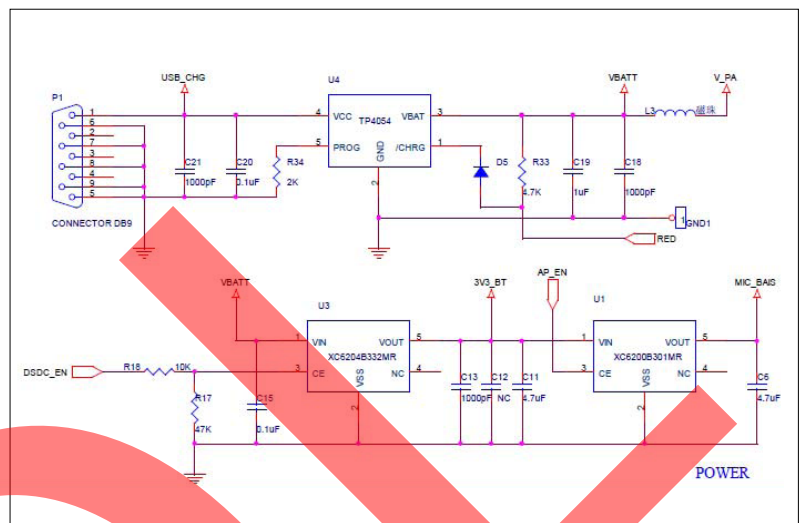 USB_CHG
U4
VBATT
V_PA
P1
L3
磁珠
1
6
2
7
3
8
4
9
5
CONNECTOR DB9
4
VCC
VBAT
3
TP4054
5
PROG
/CHRG
1
GND
2
C21
1000pF
C20
0.1uF
R34
2K
D5
R33
4.7K
C19
1uF
C18
1000pF
1
GND1
RED
VBATT
U3
3V3_BT
AP_EN
U1
MIC_BAIS
1
VIN
VOUT
5
XC6204B332MR
3
CE
NC
4
VSS
2
1
VIN
VOUT
5
XC6200B301MR
3
CE
NC
4
VSS
2
DSDC_EN
R18
10K
R17
47K
C15
0.1uF
C13
1000pF
C12
NC
C11
4.7uF
C6
4.7uF
POWER